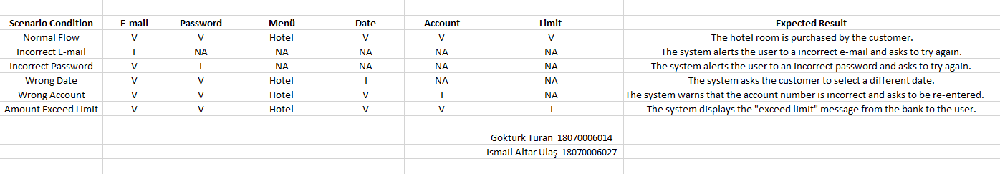 Scenario Condition E-mail Password Menü Date Account Limit Expected Result
Normal Flow V V Hotel V V V The hotel room is purchased by the customer.
Incorrect E-mail I NA NA NA NA NA The system alerts the user to a incorrect e-mail and asks to try again.
Incorrect Password V I NA NA NA NA The system alerts the user to an incorrect password and asks to try again.
Wrong Date V V Hotel I NA NA The system asks the customer to select a different date.
Wrong Account V V Hotel V I NA The system warns that the account number is incorrect and asks to be re-entered.
Amount Exceed Limit V V Hotel V V I The system displays the "exceed limit" message from the bank to the user.
Göktürk Turan 18070006014
İsmail Altar Ulaş 18070006027